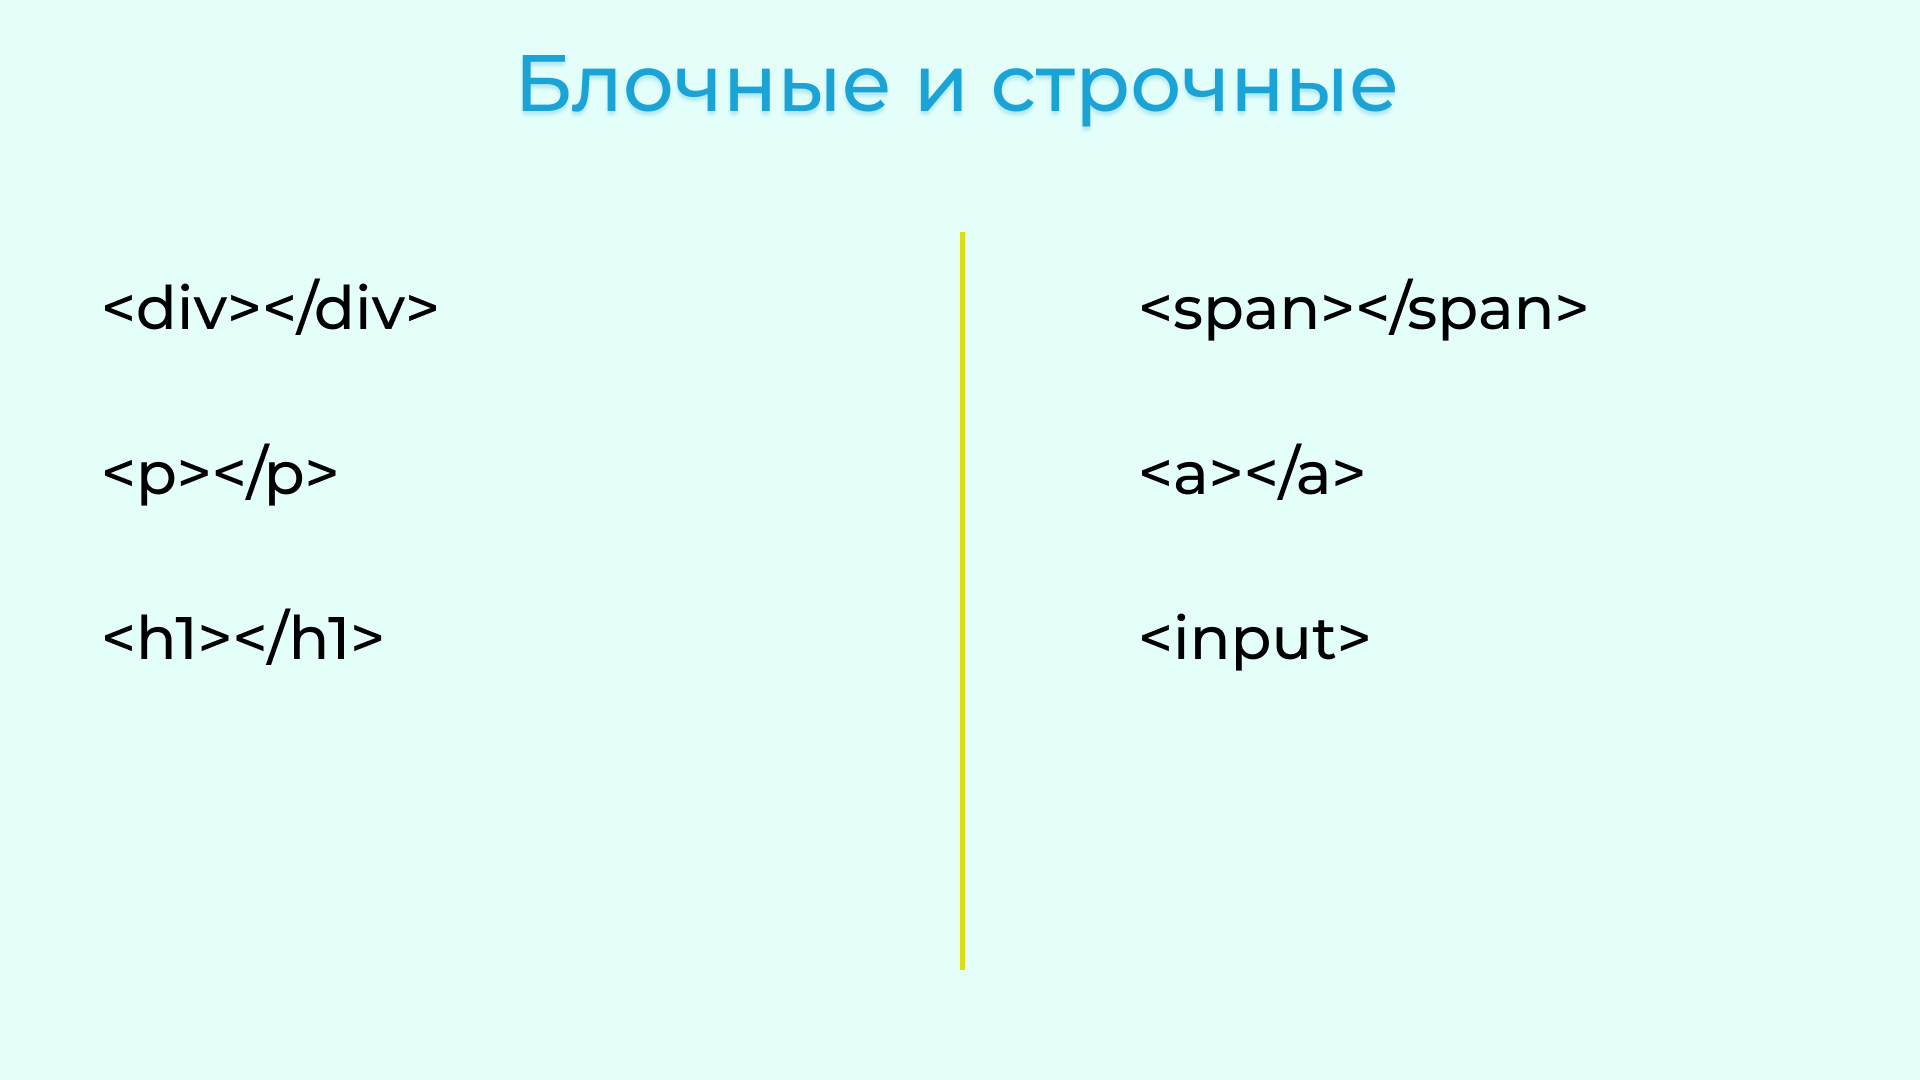 Блочные и строчные
<div></div>
<p></p>
<h1></h1>
<span></span>
<a></a>
<input>